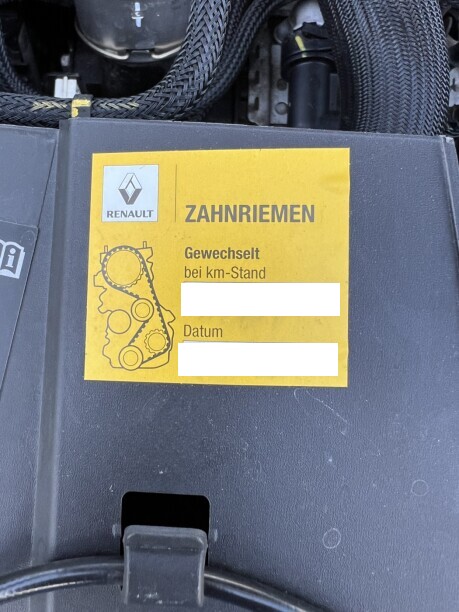 RENAULT
ZAHNRIEMEN
Gewechselt
bei km-Stand
Datum